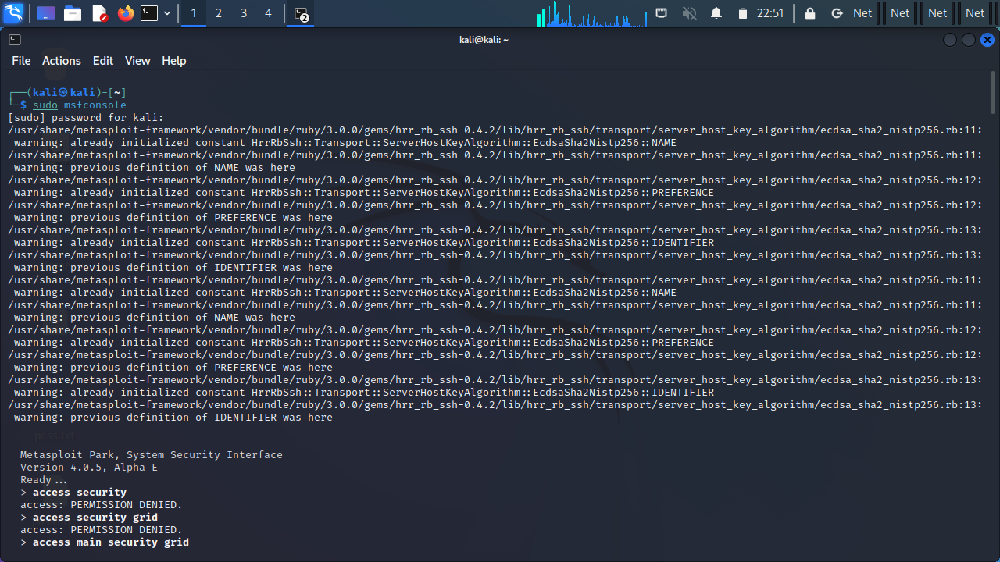 1 2 3 4 2 22:51 Net Net Net Net
kali@kali: ~
File Actions Edit View Help
┌──(kali㉿kali)-[~]
└─$ sudo msfconsole
[sudo] password for kali:
/usr/share/metasploit-framework/vendor/bundle/ruby/3.0.0/gems/hrr_rb_ssh-0.4.2/lib/hrr_rb_ssh/transport/server_host_key_algorithm/ecdsa_sha2_nistp256.rb:11:
warning: already initialized constant HrrRbSsh::Transport::ServerHostKeyAlgorithm::EcdsaSha2Nistp256::NAME
/usr/share/metasploit-framework/vendor/bundle/ruby/3.0.0/gems/hrr_rb_ssh-0.4.2/lib/hrr_rb_ssh/transport/server_host_key_algorithm/ecdsa_sha2_nistp256.rb:11:
warning: previous definition of NAME was here
/usr/share/metasploit-framework/vendor/bundle/ruby/3.0.0/gems/hrr_rb_ssh-0.4.2/lib/hrr_rb_ssh/transport/server_host_key_algorithm/ecdsa_sha2_nistp256.rb:12:
warning: already initialized constant HrrRbSsh::Transport::ServerHostKeyAlgorithm::EcdsaSha2Nistp256::PREFERENCE
/usr/share/metasploit-framework/vendor/bundle/ruby/3.0.0/gems/hrr_rb_ssh-0.4.2/lib/hrr_rb_ssh/transport/server_host_key_algorithm/ecdsa_sha2_nistp256.rb:12:
warning: previous definition of PREFERENCE was here
/usr/share/metasploit-framework/vendor/bundle/ruby/3.0.0/gems/hrr_rb_ssh-0.4.2/lib/hrr_rb_ssh/transport/server_host_key_algorithm/ecdsa_sha2_nistp256.rb:13:
warning: already initialized constant HrrRbSsh::Transport::ServerHostKeyAlgorithm::EcdsaSha2Nistp256::IDENTIFIER
/usr/share/metasploit-framework/vendor/bundle/ruby/3.0.0/gems/hrr_rb_ssh-0.4.2/lib/hrr_rb_ssh/transport/server_host_key_algorithm/ecdsa_sha2_nistp256.rb:13:
warning: previous definition of IDENTIFIER was here
/usr/share/metasploit-framework/vendor/bundle/ruby/3.0.0/gems/hrr_rb_ssh-0.4.2/lib/hrr_rb_ssh/transport/server_host_key_algorithm/ecdsa_sha2_nistp256.rb:11:
warning: already initialized constant HrrRbSsh::Transport::ServerHostKeyAlgorithm::EcdsaSha2Nistp256::NAME
/usr/share/metasploit-framework/vendor/bundle/ruby/3.0.0/gems/hrr_rb_ssh-0.4.2/lib/hrr_rb_ssh/transport/server_host_key_algorithm/ecdsa_sha2_nistp256.rb:11:
warning: previous definition of NAME was here
/usr/share/metasploit-framework/vendor/bundle/ruby/3.0.0/gems/hrr_rb_ssh-0.4.2/lib/hrr_rb_ssh/transport/server_host_key_algorithm/ecdsa_sha2_nistp256.rb:12:
warning: already initialized constant HrrRbSsh::Transport::ServerHostKeyAlgorithm::EcdsaSha2Nistp256::PREFERENCE
/usr/share/metasploit-framework/vendor/bundle/ruby/3.0.0/gems/hrr_rb_ssh-0.4.2/lib/hrr_rb_ssh/transport/server_host_key_algorithm/ecdsa_sha2_nistp256.rb:12:
warning: previous definition of PREFERENCE was here
/usr/share/metasploit-framework/vendor/bundle/ruby/3.0.0/gems/hrr_rb_ssh-0.4.2/lib/hrr_rb_ssh/transport/server_host_key_algorithm/ecdsa_sha2_nistp256.rb:13:
warning: already initialized constant HrrRbSsh::Transport::ServerHostKeyAlgorithm::EcdsaSha2Nistp256::IDENTIFIER
/usr/share/metasploit-framework/vendor/bundle/ruby/3.0.0/gems/hrr_rb_ssh-0.4.2/lib/hrr_rb_ssh/transport/server_host_key_algorithm/ecdsa_sha2_nistp256.rb:13:
warning: previous definition of IDENTIFIER was here
pass.txt
Metasploit Park, System Security Interface
Version 4.0.5, Alpha E
Ready...
> access security
access: PERMISSION DENIED.
> access security grid
access: PERMISSION DENIED.
> access main security grid